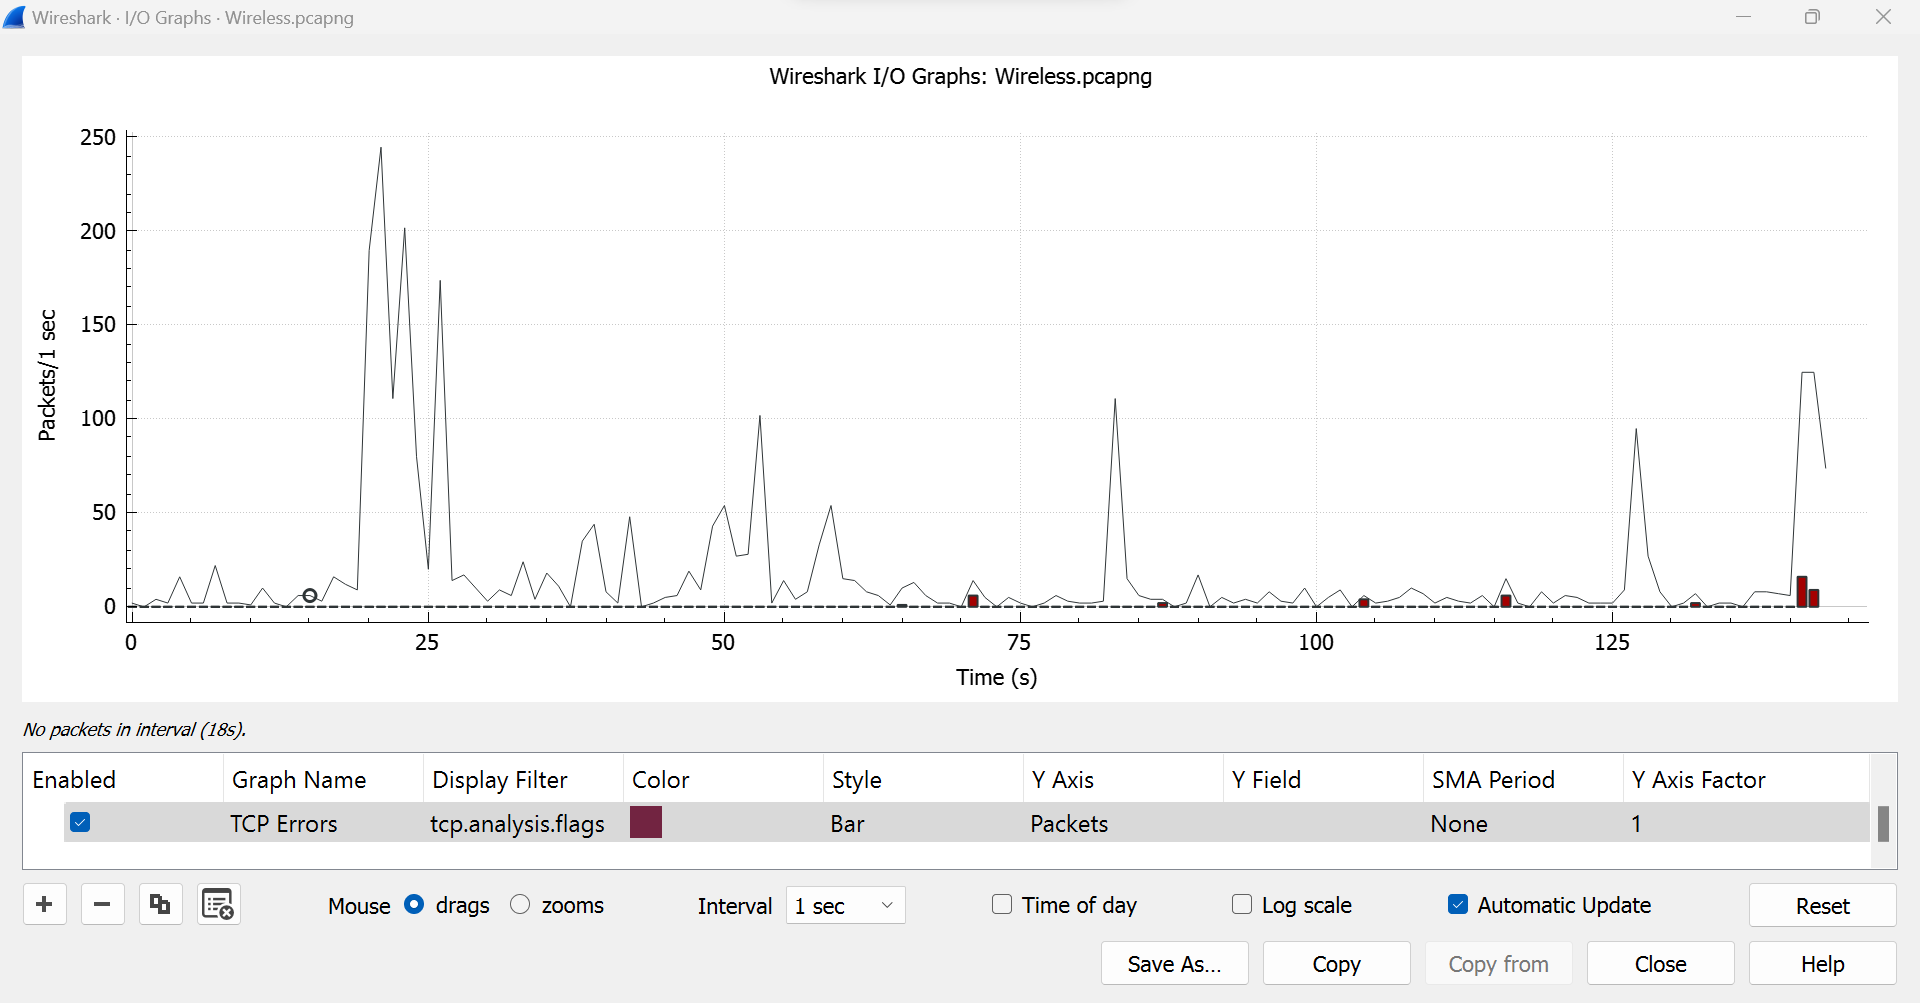 Wireshark · I/O Graphs · Wireless.pcapng
Wireshark I/O Graphs: Wireless.pcapng
250
200
150
100
50
0
Packets/1 sec
0 25 50 75 100 125
Time (s)
No packets in interval (18s).
Enabled Graph Name Display Filter Color Style Y Axis Y Field SMA Period Y Axis Factor
TCP Errors tcp.analysis.flags Bar Packets None 1
Mouse drags zooms Interval 1 sec Time of day Log scale Automatic Update Reset
Save As... Copy Copy from Close Help